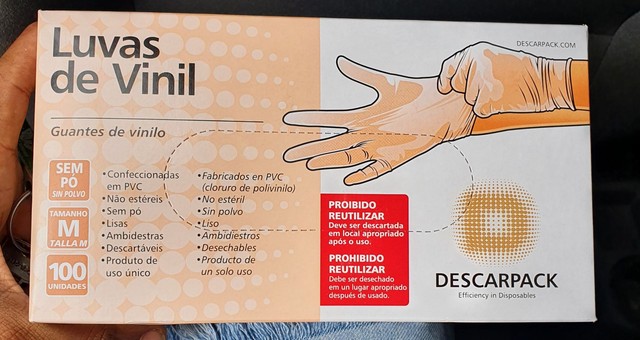 Luvas
de Vinil
Guantes de vinilo
DESCARPACK.COM
SEM
PÓ
SIN POLVO
TAMANHO
M
TALLA M
100
UNIDADES
• Confeccionadas
em PVC
• Não estéreis
• Sem pó
• Lisas
• Ambidestras
• Descartáveis
• Produto de
uso único
• Fabricados en PVC
(cloruro de polivinilo)
• No estéril
• Sin polvo
• Liso
• Ambidiestros
• Desechables
• Producto de
un solo uso
PROIBIDO
REUTILIZAR
Deve ser descartada
em local apropriado
após o uso.
PROHIBIDO
REUTILIZAR
Debe ser desechado
em un lugar apropriado
después de usado.
DESCARPACK
Efficiency in Disposables